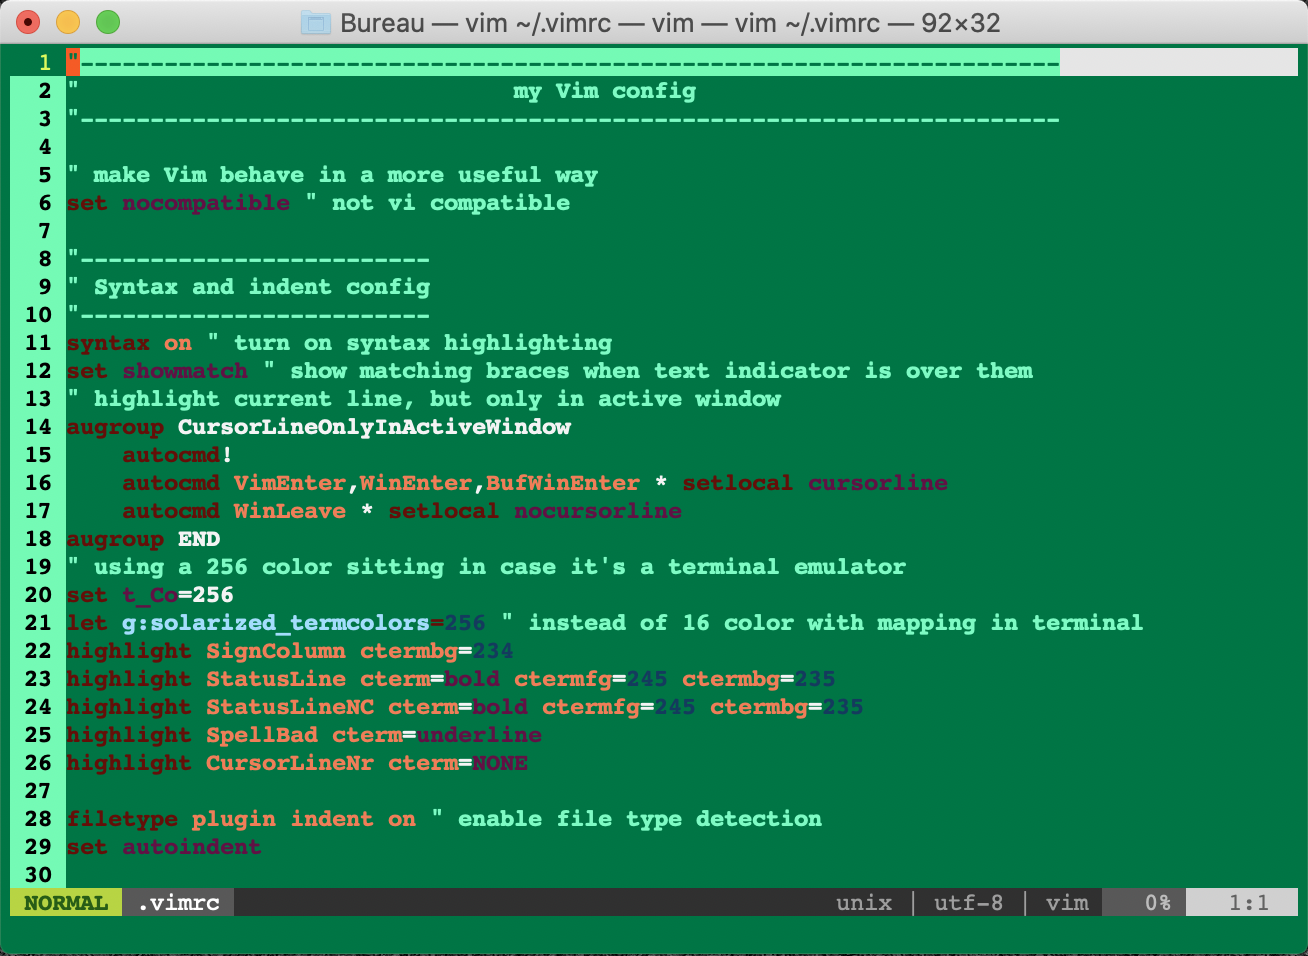 Bureau — vim ~/.vimrc — vim — vim ~/.vimrc — 92×32
1 "----------------------------------------------------------------------
2 "                               my Vim config
3 "----------------------------------------------------------------------
4
5 " make Vim behave in a more useful way
6 set nocompatible " not vi compatible
7
8 "-------------------------
9 " Syntax and indent config
10 "-------------------------
11 syntax on " turn on syntax highlighting
12 set showmatch " show matching braces when text indicator is over them
13 " highlight current line, but only in active window
14 augroup CursorLineOnlyInActiveWindow
15     autocmd!
16     autocmd VimEnter,WinEnter,BufWinEnter * setlocal cursorline
17     autocmd WinLeave * setlocal nocursorline
18 augroup END
19 " using a 256 color sitting in case it's a terminal emulator
20 set t_Co=256
21 let g:solarized_termcolors=256 " instead of 16 color with mapping in terminal
22 highlight SignColumn ctermbg=234
23 highlight StatusLine cterm=bold ctermfg=245 ctermbg=235
24 highlight StatusLineNC cterm=bold ctermfg=245 ctermbg=235
25 highlight SpellBad cterm=underline
26 highlight CursorLineNr cterm=NONE
27
28 filetype plugin indent on " enable file type detection
29 set autoindent
30
NORMAL .vimrc unix | utf-8 | vim 0% 1:1